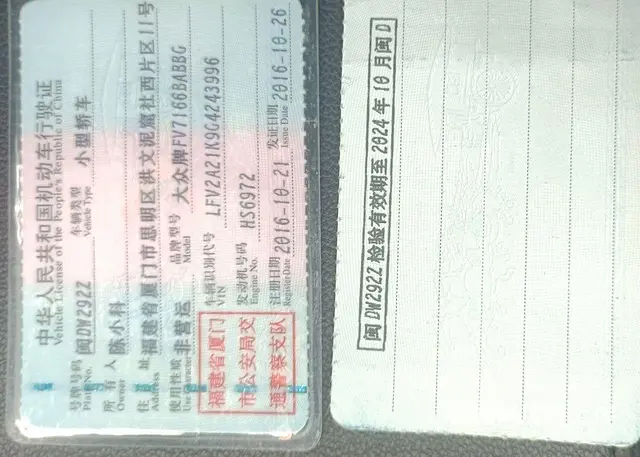 中华人民共和国机动车行驶证
Vehicle License of the People's Republic of China
号牌号码 闽DW292Z 车辆类型 小型轿车
Plate No. Vehicle Type
所有人 陈小科
Owner
住址 福建省厦门市思明区洪文泥窟社西片区11号
Address
使用性质 非营运 品牌型号 大众牌FV7166BABBG
Use Character Model
福建省厦门市公安局交通警察支队
车辆识别代号 LFV2A21K9G4243996
VIN
发动机号码 HS6972
Engine No.
注册日期 2016-10-21 发证日期 2016-10-26
Register Date Issue Date
闽DW292Z检验有效期至2024年10月闽D